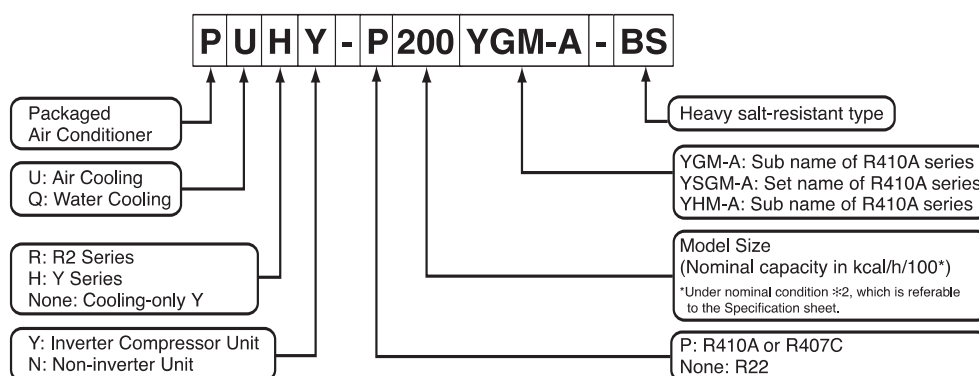 PUHY-P200YGM-A-BS
Packaged
Air Conditioner
U: Air Cooling
Q: Water Cooling
R: R2 Series
H: Y Series
None: Cooling-only Y
Y: Inverter Compressor Unit
N: Non-inverter Unit
Heavy salt-resistant type
YGM-A: Sub name of R410A series
YSGM-A: Set name of R410A series
YHM-A: Sub name of R410A series
Model Size
(Nominal capacity in kcal/h/100*)
*Under nominal condition ※2, which is referable
to the Specification sheet.
P: R410A or R407C
None: R22